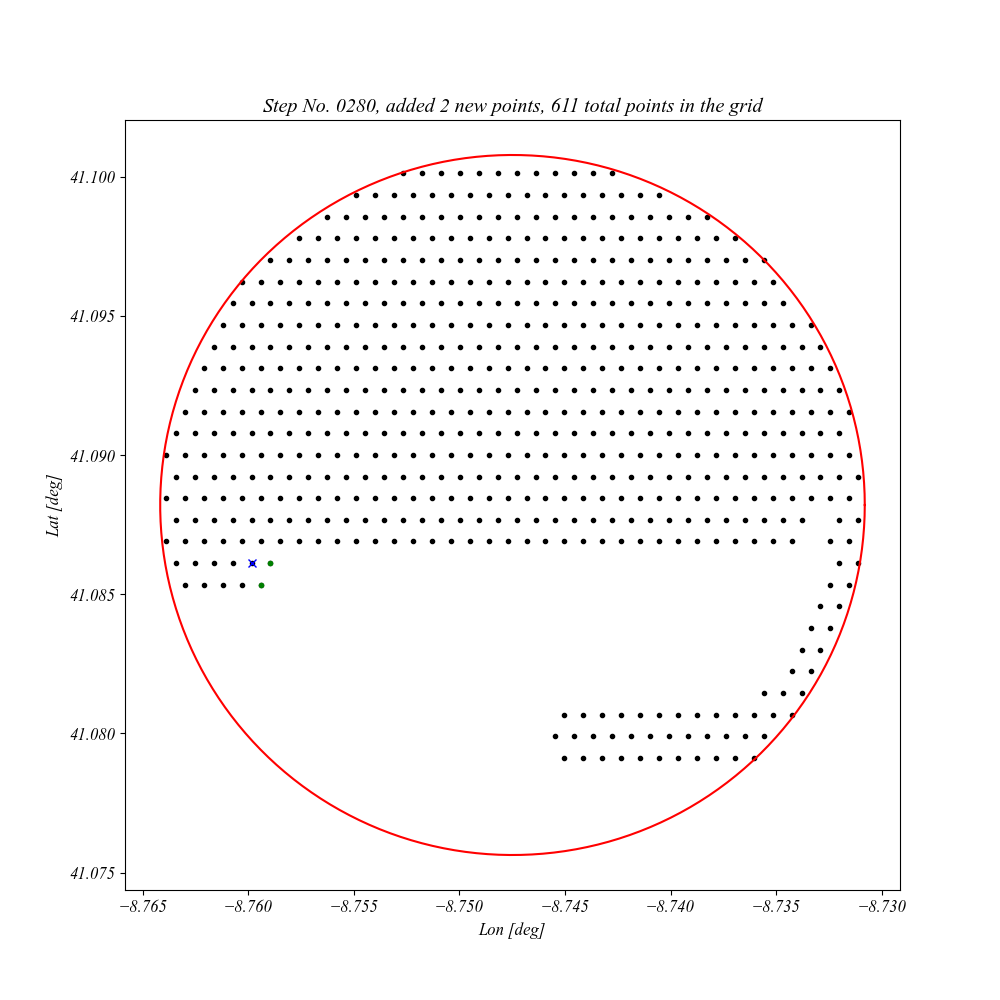 Step No. 0280, added 2 new points, 611 total points in the grid
41.100
41.095
41.090
41.085
41.080
41.075
Lat [deg]
−8.765 −8.760 −8.755 −8.750 −8.745 −8.740 −8.735 −8.730
Lon [deg]